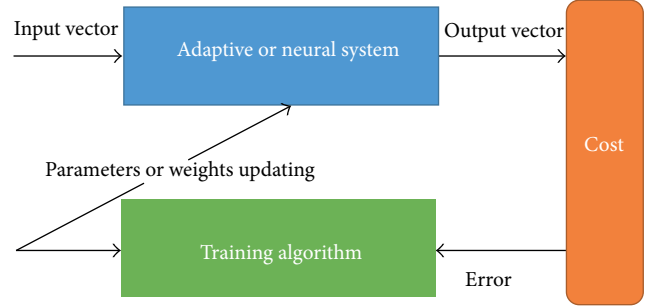 Input vector
Adaptive or neural system
Output vector
Cost
Parameters or weights updating
Training algorithm
Error